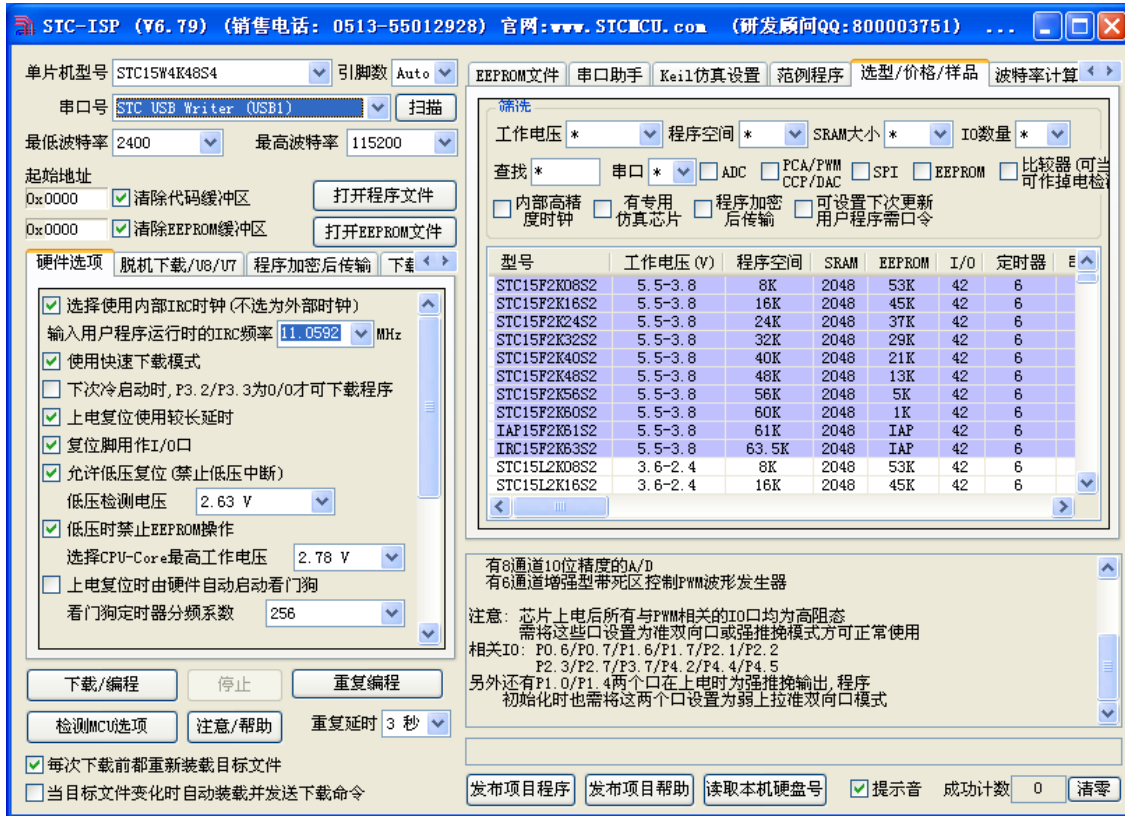 STC-ISP (V6.79) (销售电话: 0513-55012928) 官网:www.STCMCU.com (研发顾问QQ:800003751) ...
单片机型号 STC15W4K48S4 引脚数 Auto
串口号 STC USB Writer (USB1) 扫描
最低波特率 2400 最高波特率 115200
起始地址
0x0000 清除代码缓冲区 打开程序文件
0x0000 清除EEPROM缓冲区 打开EEPROM文件
硬件选项 脱机下载/U8/U7 程序加密后传输
选择使用内部IRC时钟(不选为外部时钟)
输入用户程序运行时的IRC频率 11.0592 MHz
使用快速下载模式
下次冷启动时,P3.2/P3.3为0/0才可下载程序
上电复位使用较长延时
复位脚用作I/O口
允许低压复位(禁止低压中断)
低压检测电压 2.63 V
低压时禁止EEPROM操作
选择CPU-Core最高工作电压 2.78 V
上电复位时由硬件自动启动看门狗
看门狗定时器分频系数 256
下载/编程 停止 重复编程
检测MCU选项 注意/帮助 重复延时 3 秒
每次下载前都重新装载目标文件
当目标文件变化时自动装载并发送下载命令
EEPROM文件 串口助手 Keil仿真设置 范例程序 选型/价格/样品 波特率计算
筛选
工作电压 * 程序空间 * SRAM大小 * IO数量 *
查找 * 串口 * ADC PCA/PWM CCP/DAC SPI EEPROM 比较器(可当 可作掉电检
内部高精度时钟 有专用仿真芯片 程序加密后传输 可设置下次更新用户程序需口令
型号 工作电压(V) 程序空间 SRAM EEPROM I/O 定时器
STC15F2K08S2 5.5-3.8 8K 2048 53K 42 6
STC15F2K16S2 5.5-3.8 16K 2048 45K 42 6
STC15F2K24S2 5.5-3.8 24K 2048 37K 42 6
STC15F2K32S2 5.5-3.8 32K 2048 29K 42 6
STC15F2K40S2 5.5-3.8 40K 2048 21K 42 6
STC15F2K48S2 5.5-3.8 48K 2048 13K 42 6
STC15F2K56S2 5.5-3.8 56K 2048 5K 42 6
STC15F2K60S2 5.5-3.8 60K 2048 1K 42 6
IAP15F2K61S2 5.5-3.8 61K 2048 IAP 42 6
IRC15F2K63S2 5.5-3.8 63.5K 2048 IAP 42 6
STC15L2K08S2 3.6-2.4 8K 2048 53K 42 6
STC15L2K16S2 3.6-2.4 16K 2048 45K 42 6
有8通道10位精度的A/D
有6通道增强型带死区控制PWM波形发生器
注意: 芯片上电后所有与PWM相关的IO口均为高阻态
需将这些口设置为准双向口或强推挽模式方可正常使用
相关IO: P0.6/P0.7/P1.6/P1.7/P2.1/P2.2
P2.3/P2.7/P3.7/P4.2/P4.4/P4.5
另外还有P1.0/P1.4两个口在上电时为强推挽输出,程序
初始化时也需将这两个口设置为弱上拉准双向口模式
发布项目程序 发布项目帮助 读取本机硬盘号 提示音 成功计数 0 清零